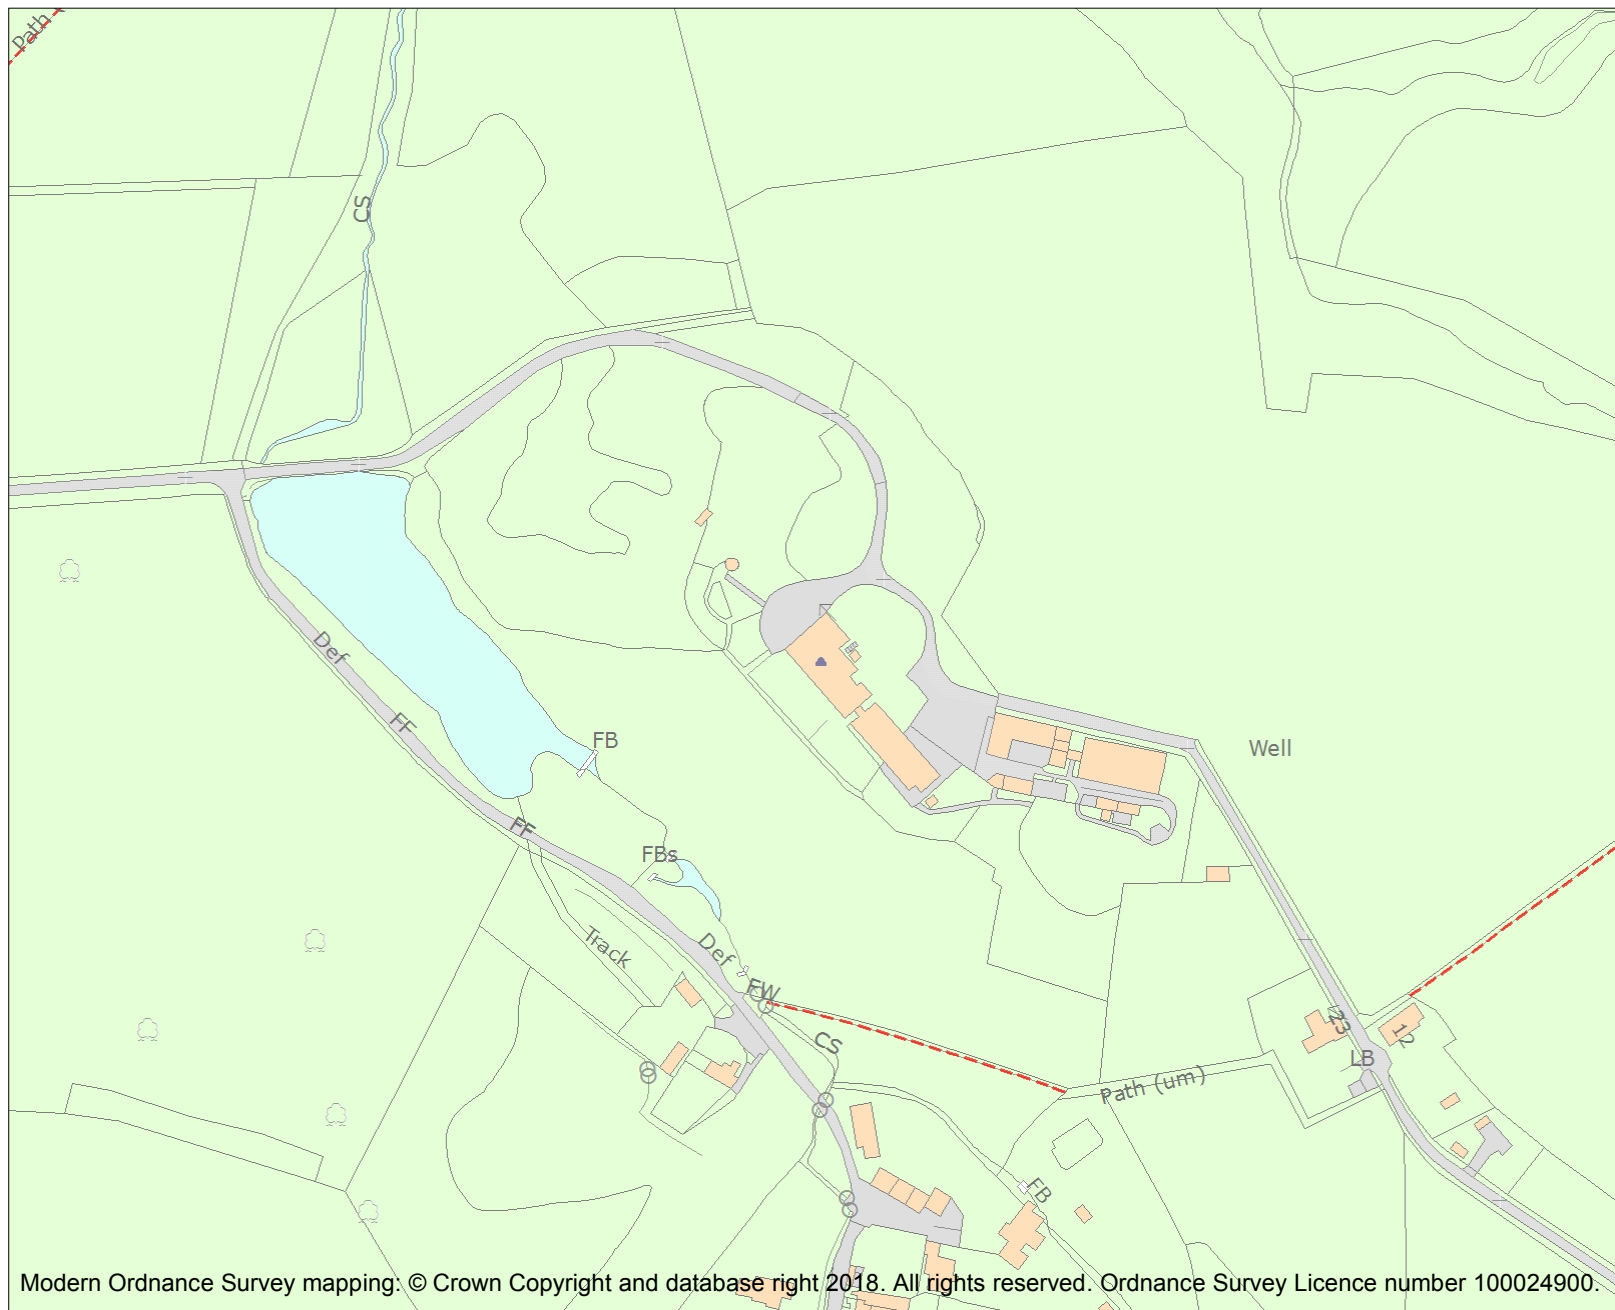 Path
CS
Def
FF
FB
Well
FF
FBs
Track
Def
FW
CS
23
12
LB
Path (um)
FB
Modern Ordnance Survey mapping: © Crown Copyright and database right 2018. All rights reserved. Ordnance Survey Licence number 100024900.